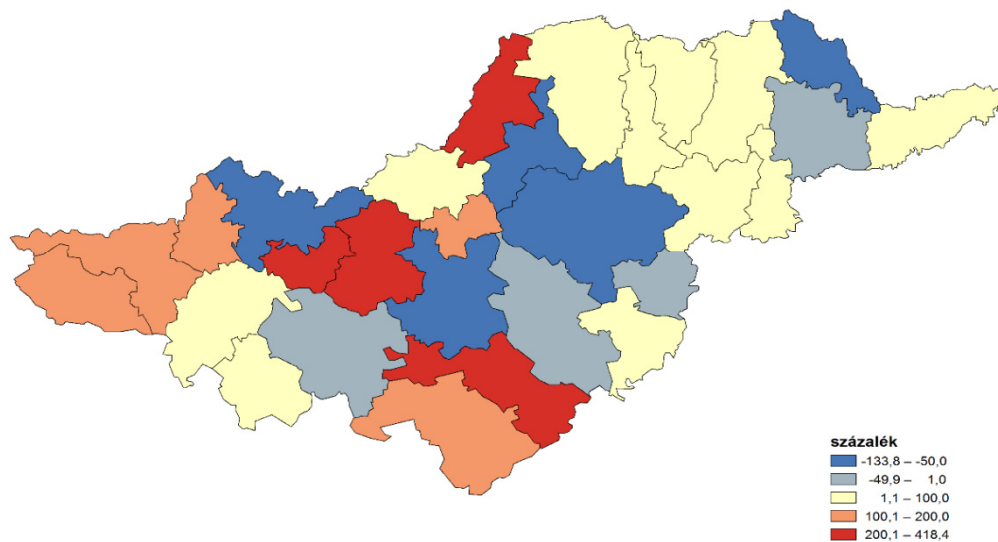 százalék
-133,8 – -50,0
-49,9 – 1,0
1,1 – 100,0
100,1 – 200,0
200,1 – 418,4